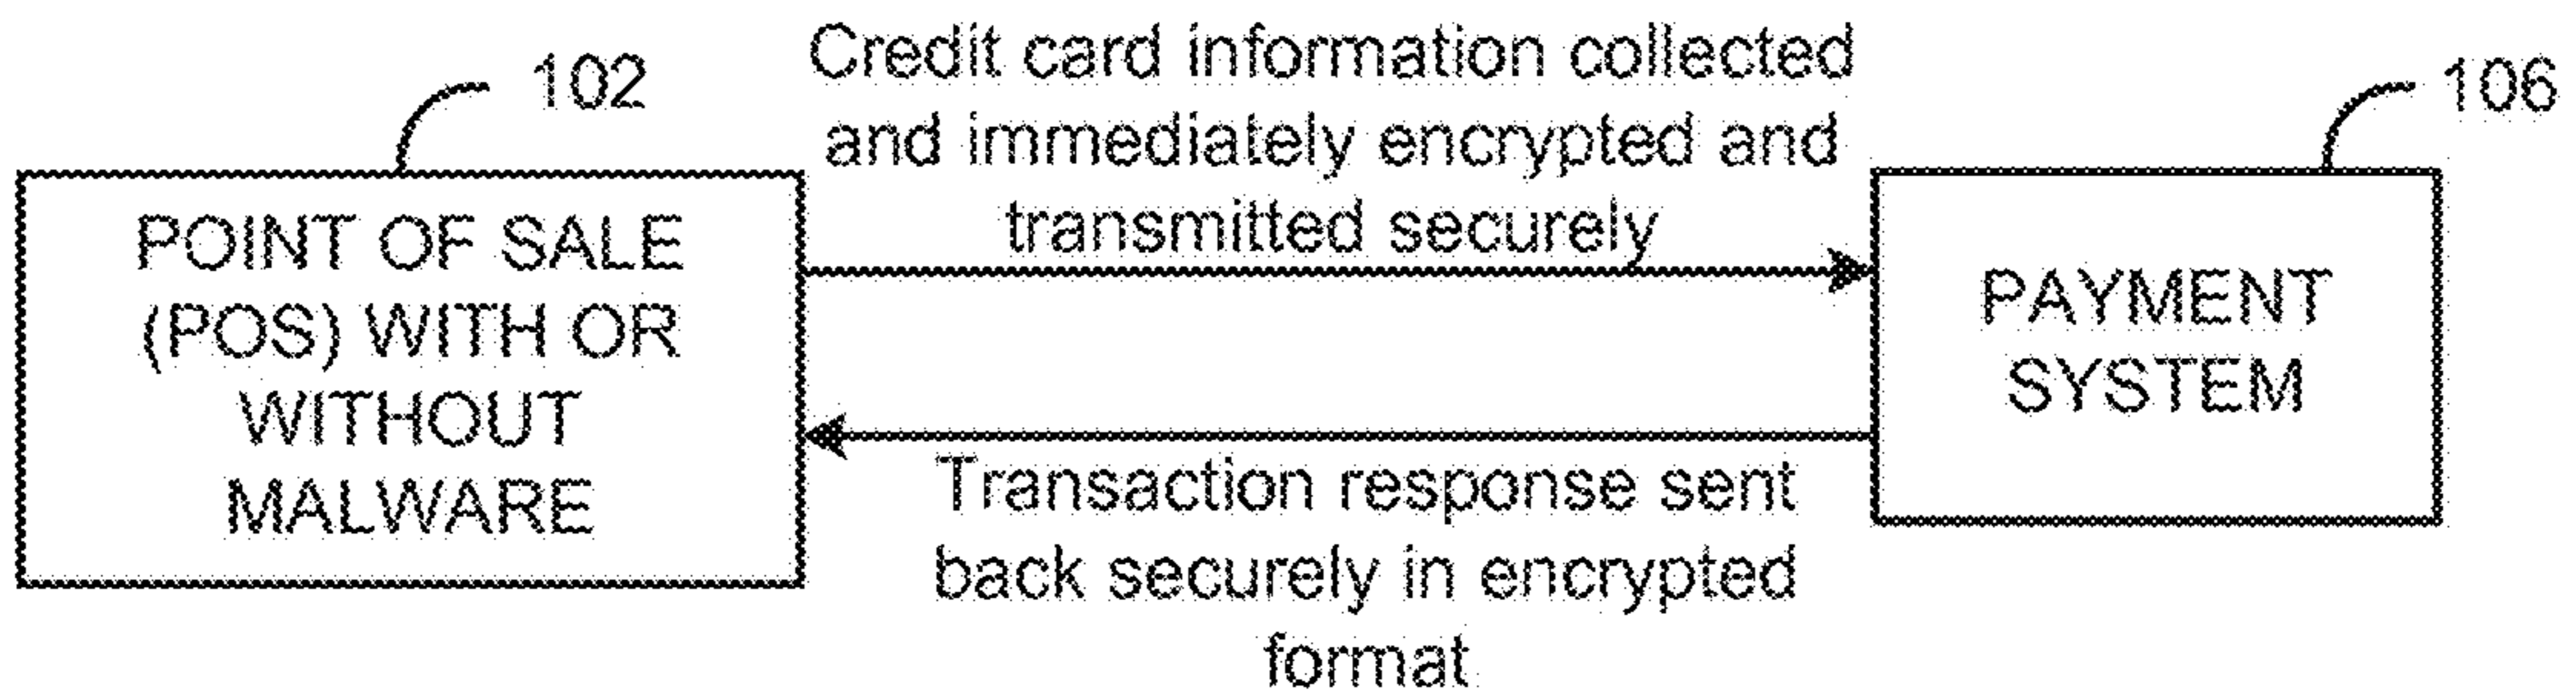 102
Credit card information collected
and immediately encrypted and
transmitted securely
106
POINT OF SALE
(POS) WITH OR
WITHOUT
MALWARE
PAYMENT
SYSTEM
Transaction response sent
back securely in encrypted
format